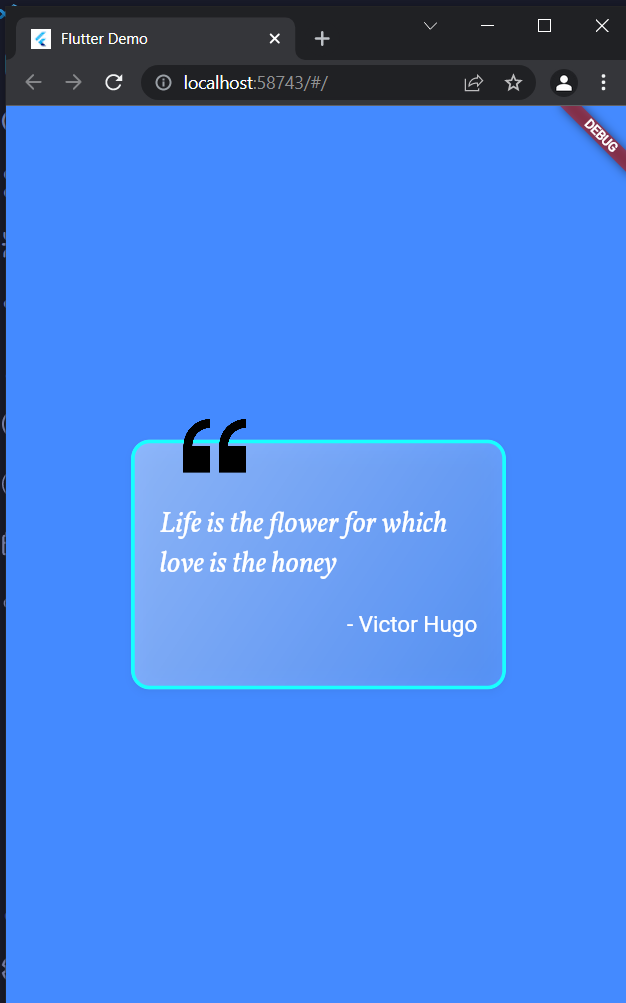 Flutter Demo
localhost:58743/#/
DEBUG
Life is the flower for which
love is the honey
- Victor Hugo